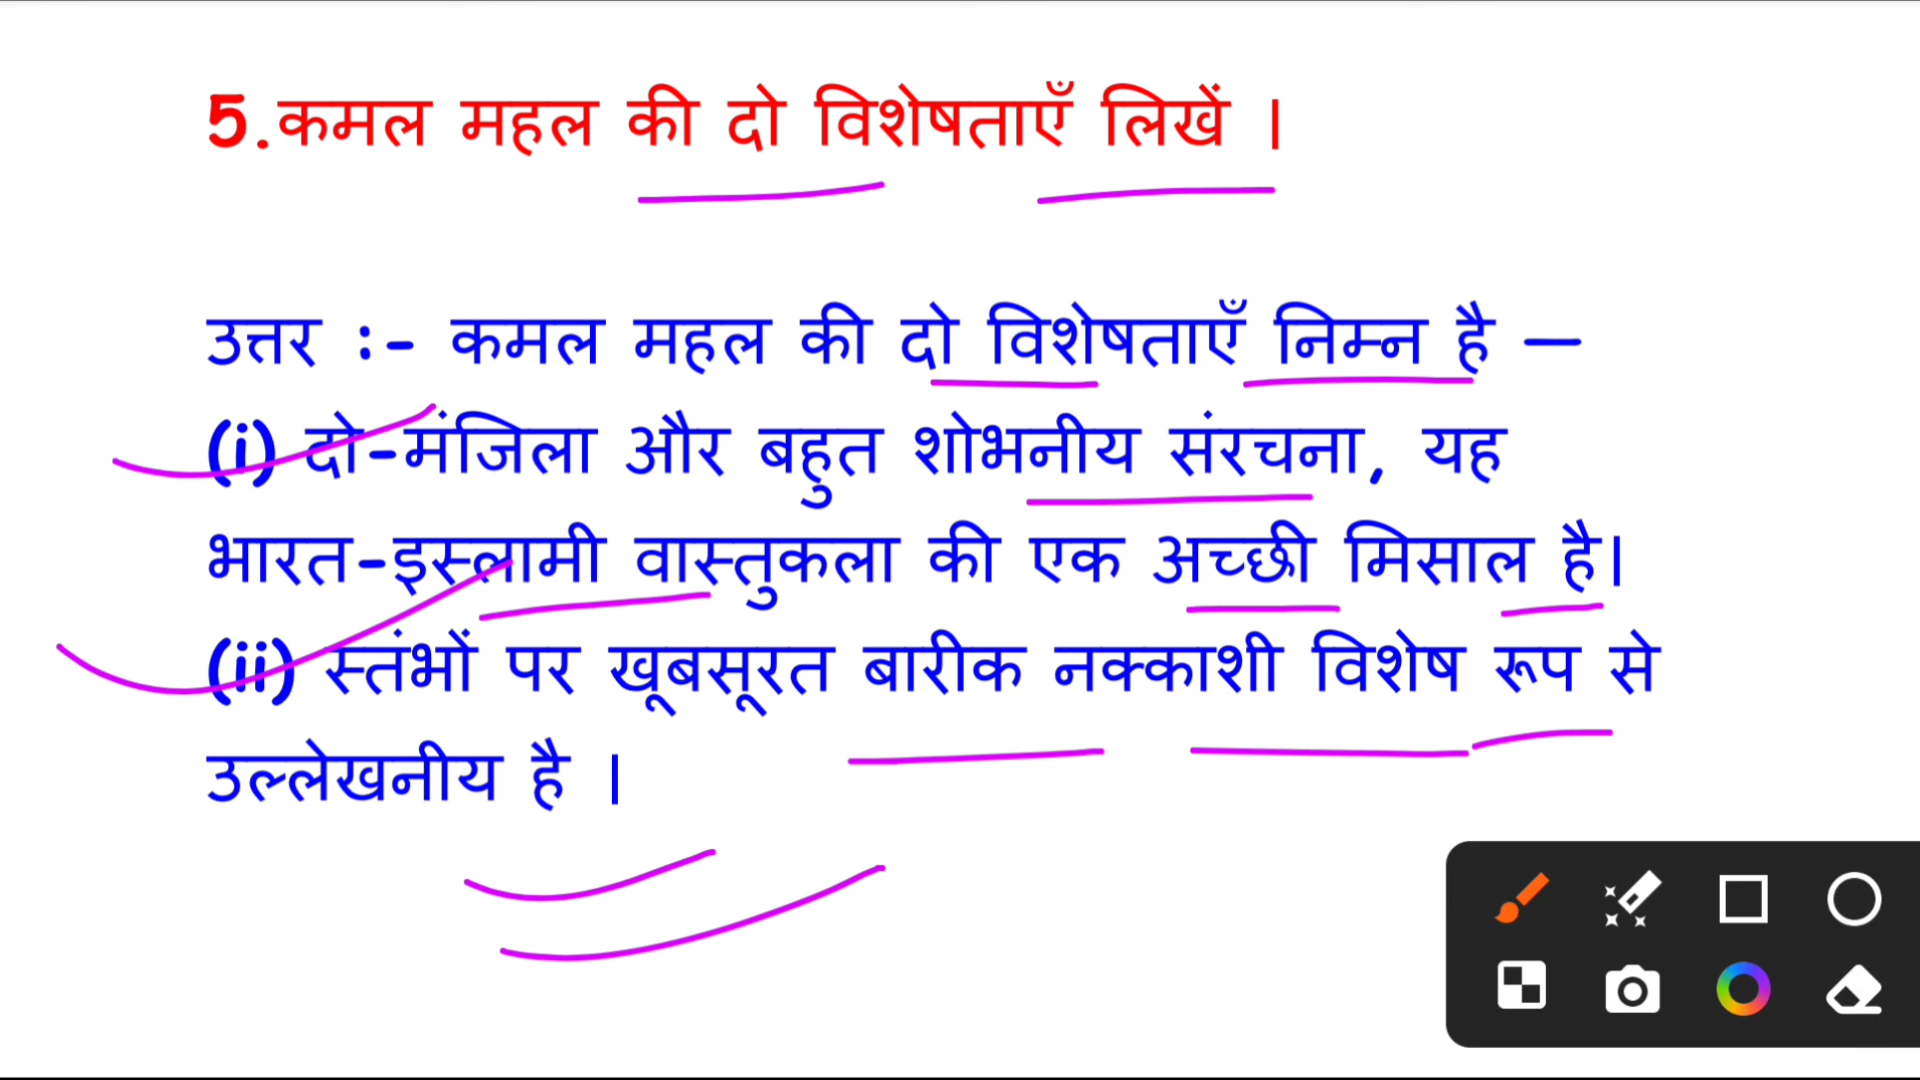 5.कमल महल की दो विशेषताएँ लिखें ।
उत्तर :- कमल महल की दो विशेषताएँ निम्न है —
(i) दो-मंजिला और बहुत शोभनीय संरचना, यह
भारत-इस्लामी वास्तुकला की एक अच्छी मिसाल है।
(ii) स्तंभों पर खूबसूरत बारीक नक्काशी विशेष रूप से
उल्लेखनीय है ।